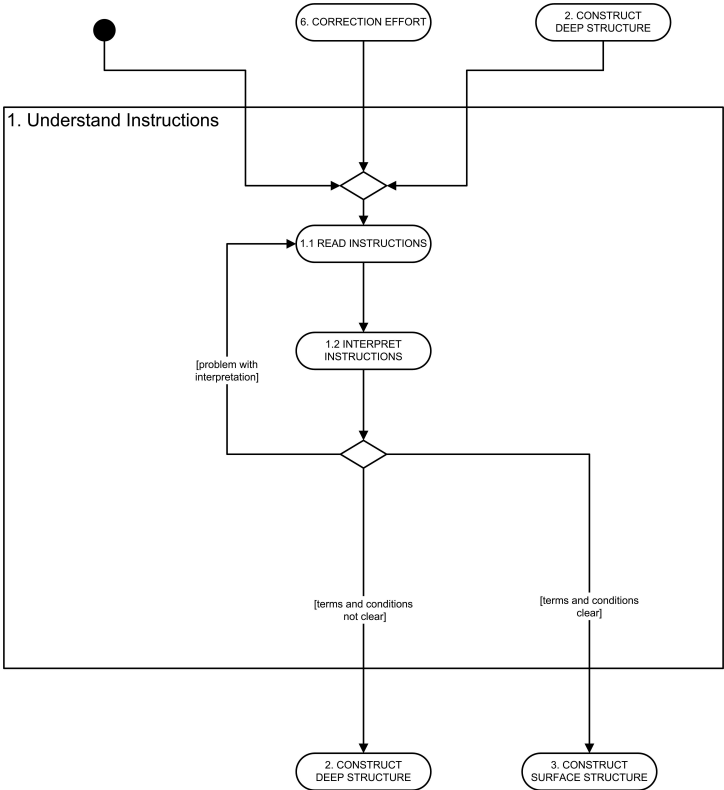 6. CORRECTION EFFORT
2. CONSTRUCT
DEEP STRUCTURE
1. Understand Instructions
1.1 READ INSTRUCTIONS
1.2 INTERPRET
INSTRUCTIONS
[problem with
interpretation]
[terms and conditions
not clear]
[terms and conditions
clear]
2. CONSTRUCT
DEEP STRUCTURE
3. CONSTRUCT
SURFACE STRUCTURE